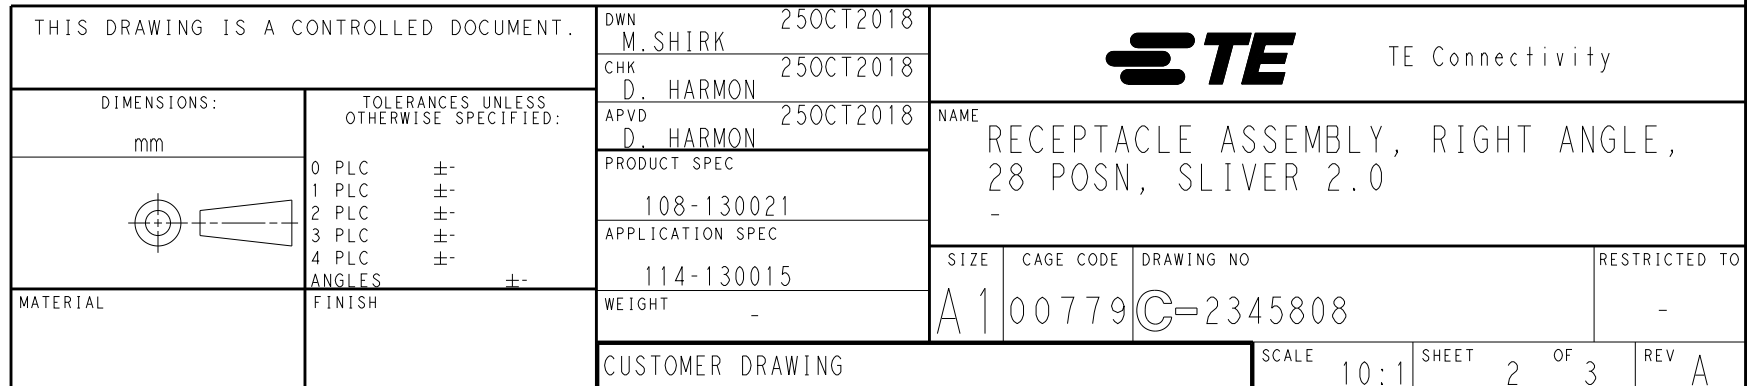 THIS DRAWING IS A CONTROLLED DOCUMENT.
DIMENSIONS:
mm
TOLERANCES UNLESS
OTHERWISE SPECIFIED:
0 PLC ±-
1 PLC ±-
2 PLC ±-
3 PLC ±-
4 PLC ±-
ANGLES ±-
MATERIAL
FINISH
DWN 25OCT2018
M.SHIRK
CHK 25OCT2018
D. HARMON
APVD 25OCT2018
D. HARMON
PRODUCT SPEC
108-130021
APPLICATION SPEC
114-130015
WEIGHT -
CUSTOMER DRAWING
TE TE Connectivity
NAME
RECEPTACLE ASSEMBLY, RIGHT ANGLE,
28 POSN, SLIVER 2.0
-
SIZE
A1
CAGE CODE
00779
DRAWING NO
C-2345808
RESTRICTED TO
-
SCALE 10:1
SHEET 2 OF 3
REV A